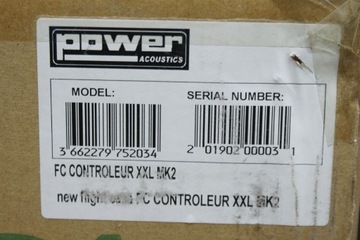 power
ACOUSTICS
MODEL: SERIAL NUMBER:
3 662279 752034 2 01902 00003 1
FC CONTROLEUR XXL MK2
new flight case FC CONTROLEUR XXL MK2